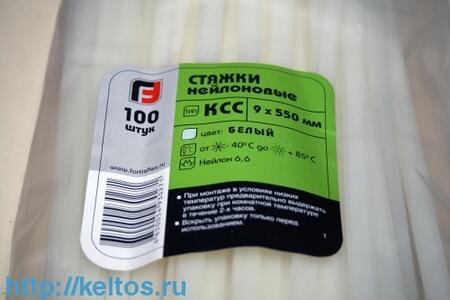 100
штук
www.fortisflex.ru
СТЯЖКИ
нейлоновые
тип КСС 9 x 550 мм
цвет: БЕЛЫЙ
от -40°C до +85°C
Нейлон 6,6
• При монтаже в условиях низких
температур предварительно выдержать
упаковку при комнатной температуре
в течение 2-х часов.
• Вскрыть упаковку только перед
использованием.
http://keltos.ru